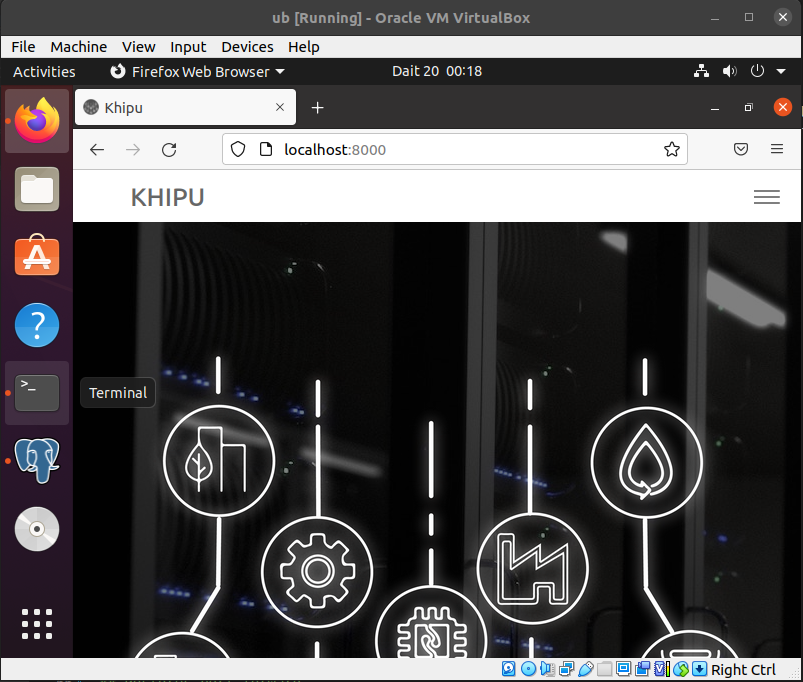 ub [Running] - Oracle VM VirtualBox
File Machine View Input Devices Help
Activities Firefox Web Browser Dait 20 00:18
Khipu
localhost:8000
KHIPU
>_
Terminal
Right Ctrl